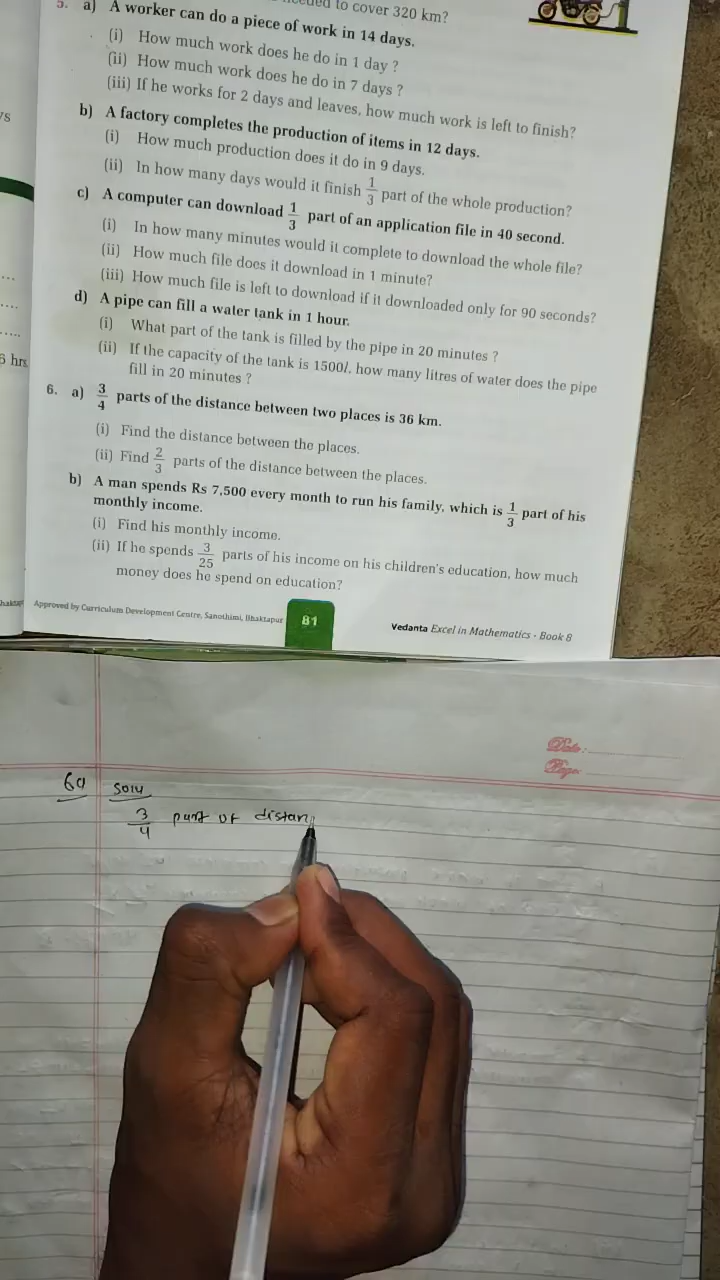 to cover 320 km?
5. a) A worker can do a piece of work in 14 days.
(i) How much work does he do in 1 day ?
(ii) How much work does he do in 7 days ?
(iii) If he works for 2 days and leaves, how much work is left to finish?
b) A factory completes the production of items in 12 days.
(i) How much production does it do in 9 days.
(ii) In how many days would it finish 1/3 part of the whole production?
c) A computer can download 1/3 part of an application file in 40 second.
(i) In how many minutes would it complete to download the whole file?
(ii) How much file does it download in 1 minute?
(iii) How much file is left to download if it downloaded only for 90 seconds?
d) A pipe can fill a water tank in 1 hour.
(i) What part of the tank is filled by the pipe in 20 minutes ?
(ii) If the capacity of the tank is 1500l, how many litres of water does the pipe
fill in 20 minutes ?
6. a) 3/4 parts of the distance between two places is 36 km.
(i) Find the distance between the places.
(ii) Find 2/3 parts of the distance between the places.
b) A man spends Rs 7,500 every month to run his family, which is 1/3 part of his
monthly income.
(i) Find his monthly income.
(ii) If he spends 3/25 parts of his income on his children's education, how much
money does he spend on education?
Approved by Curriculum Development Centre, Sanothimi, Bhaktapur
81
Vedanta Excel in Mathematics - Book 8
hrs
Date:
Page:
6a soln
3/4 part of distan